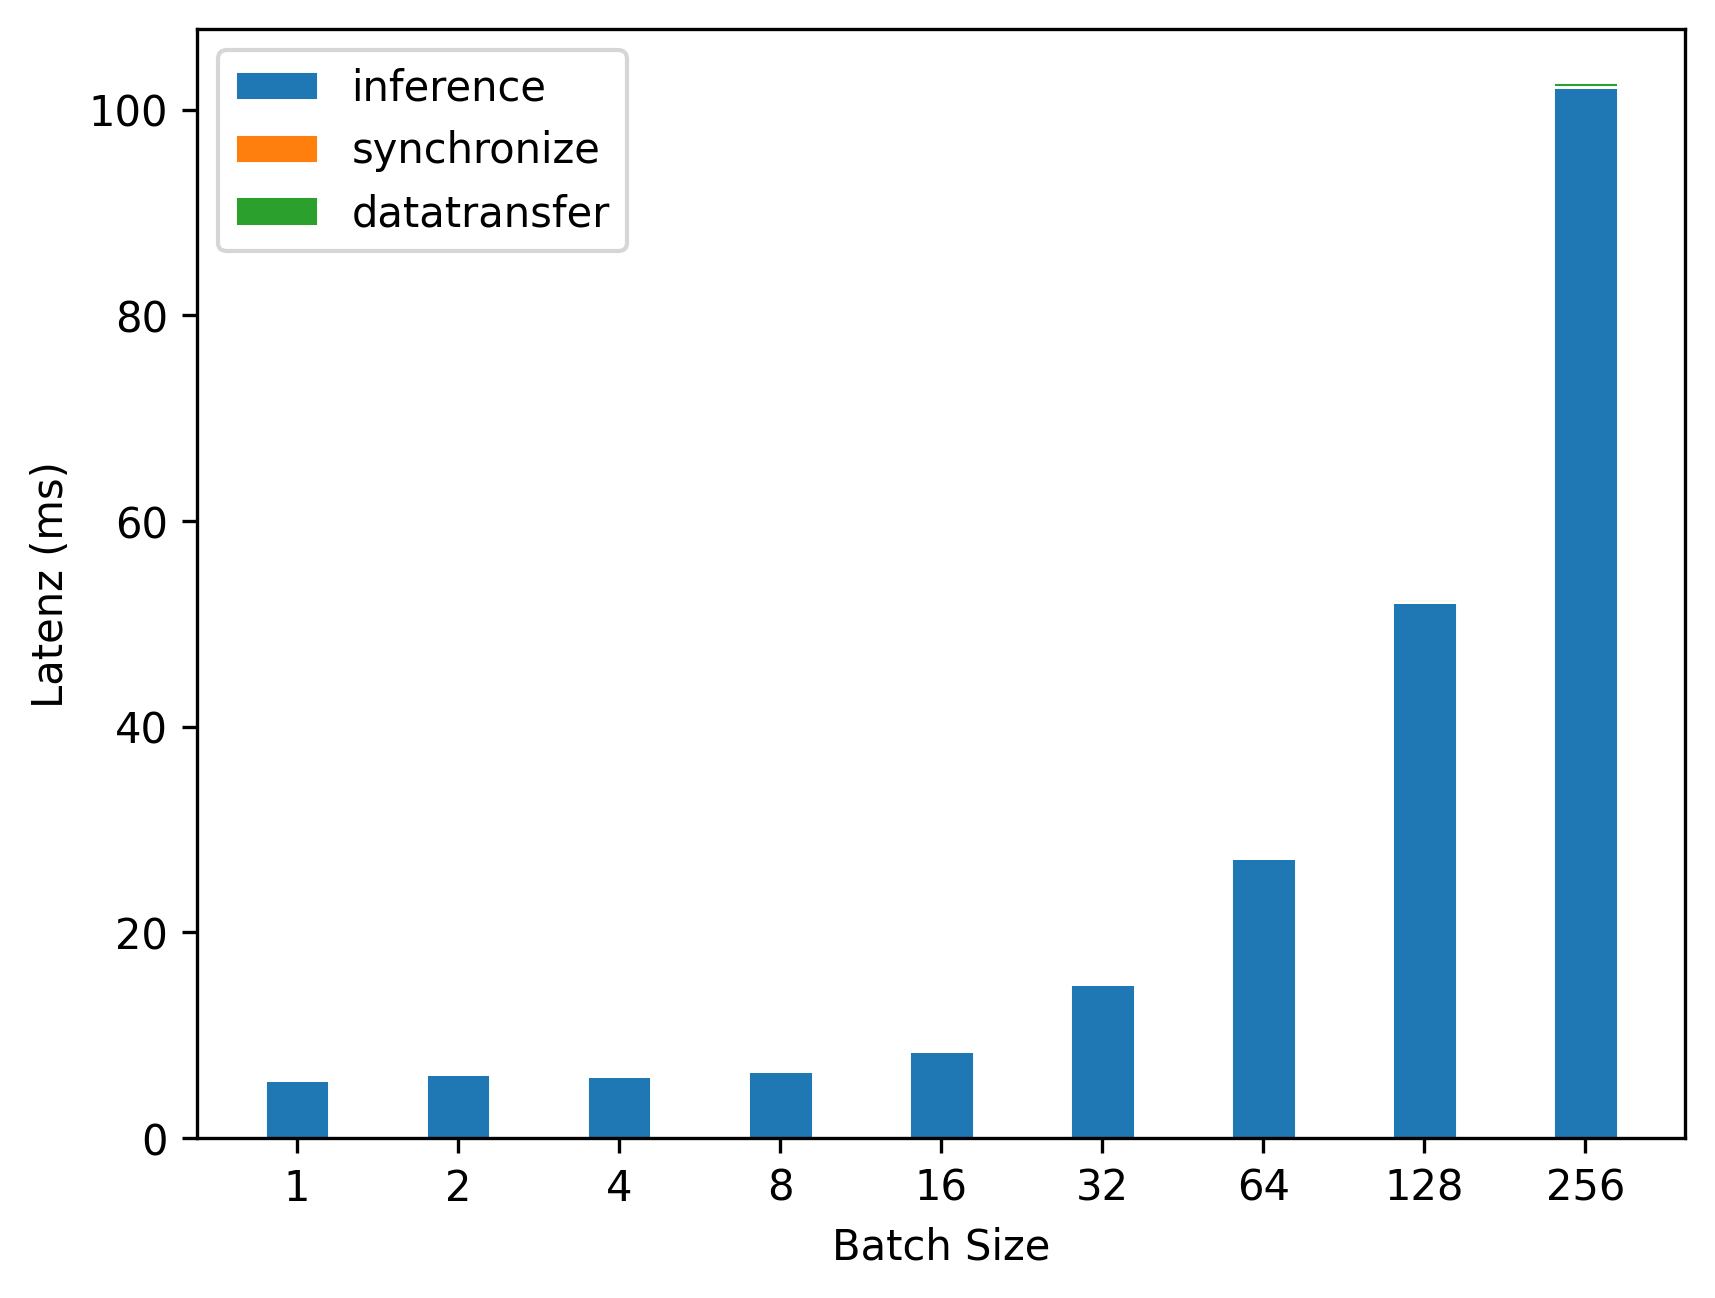 inference
synchronize
datatransfer
100
80
60
40
20
0
Latenz (ms)
1 2 4 8 16 32 64 128 256
Batch Size